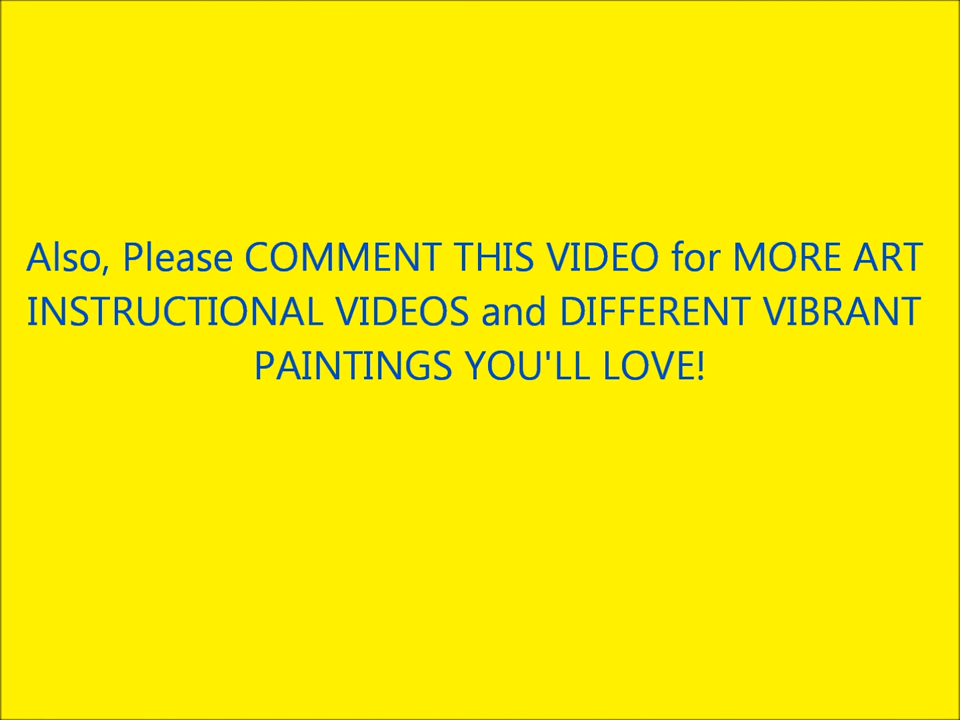 Also, Please COMMENT THIS VIDEO for MORE ART
INSTRUCTIONAL VIDEOS and DIFFERENT VIBRANT
PAINTINGS YOU'LL LOVE!